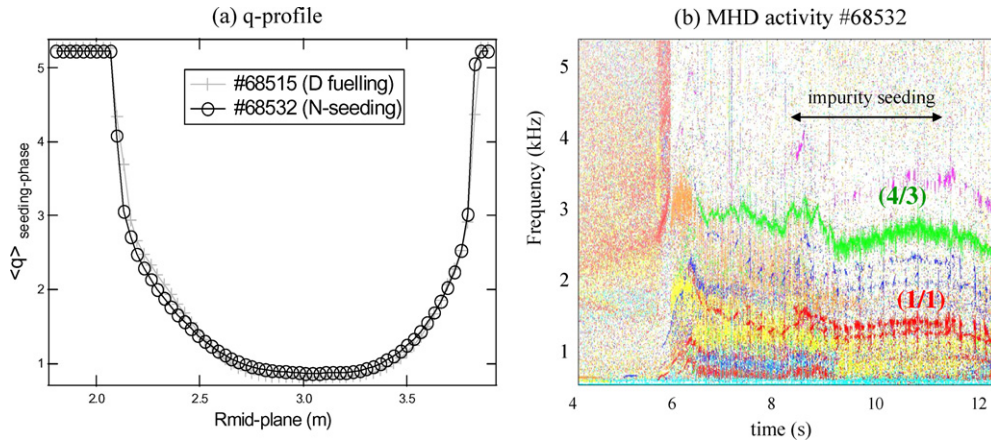 (a) q-profile
<q> seeding-phase
5
4
3
2
1
2.0 2.5 3.0 3.5
Rmid-plane (m)
#68515 (D fuelling)
#68532 (N-seeding)
(b) MHD activity #68532
Frequency (kHz)
5
4
3
2
1
4 6 8 10 12
time (s)
impurity seeding
(4/3)
(1/1)